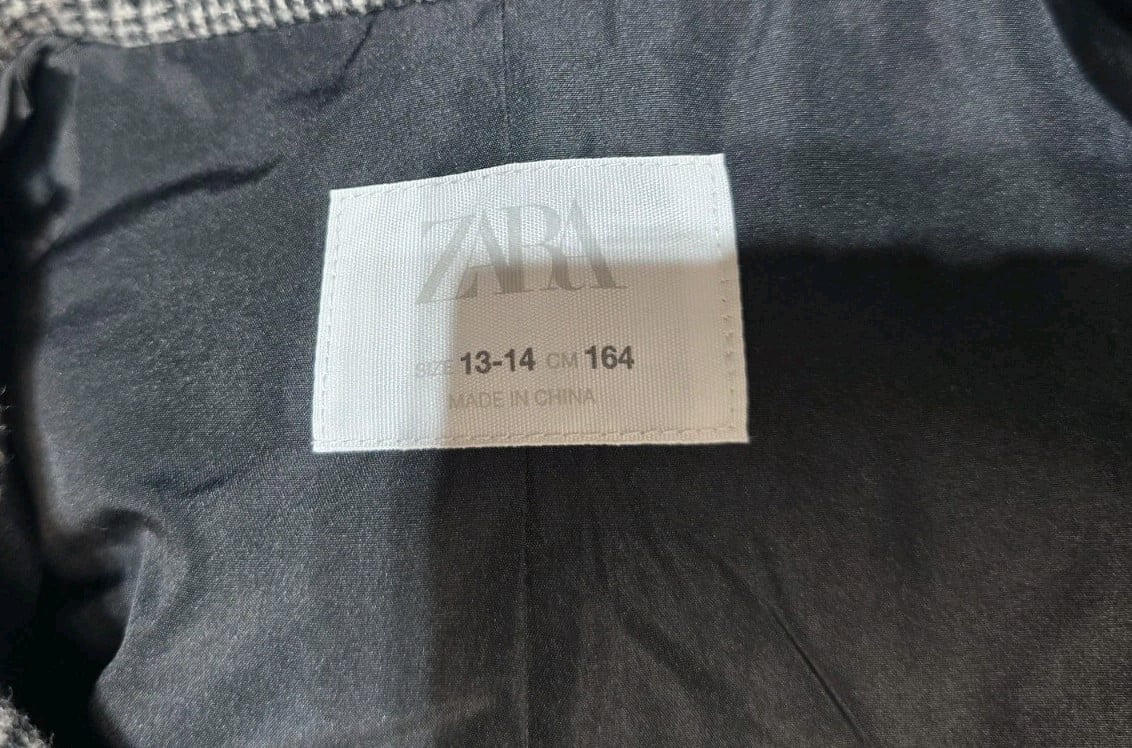 ZARA
SIZE 13-14 CM 164
MADE IN CHINA